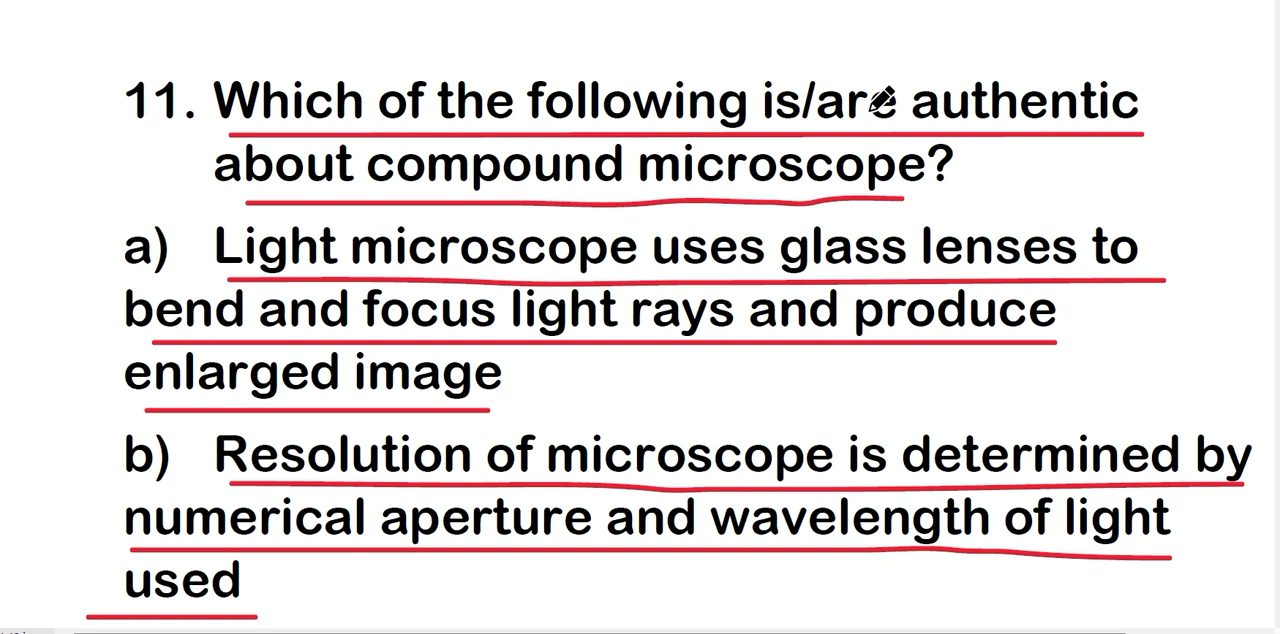 11. Which of the following is/are authentic
about compound microscope?
a) Light microscope uses glass lenses to
bend and focus light rays and produce
enlarged image
b) Resolution of microscope is determined by
numerical aperture and wavelength of light
used